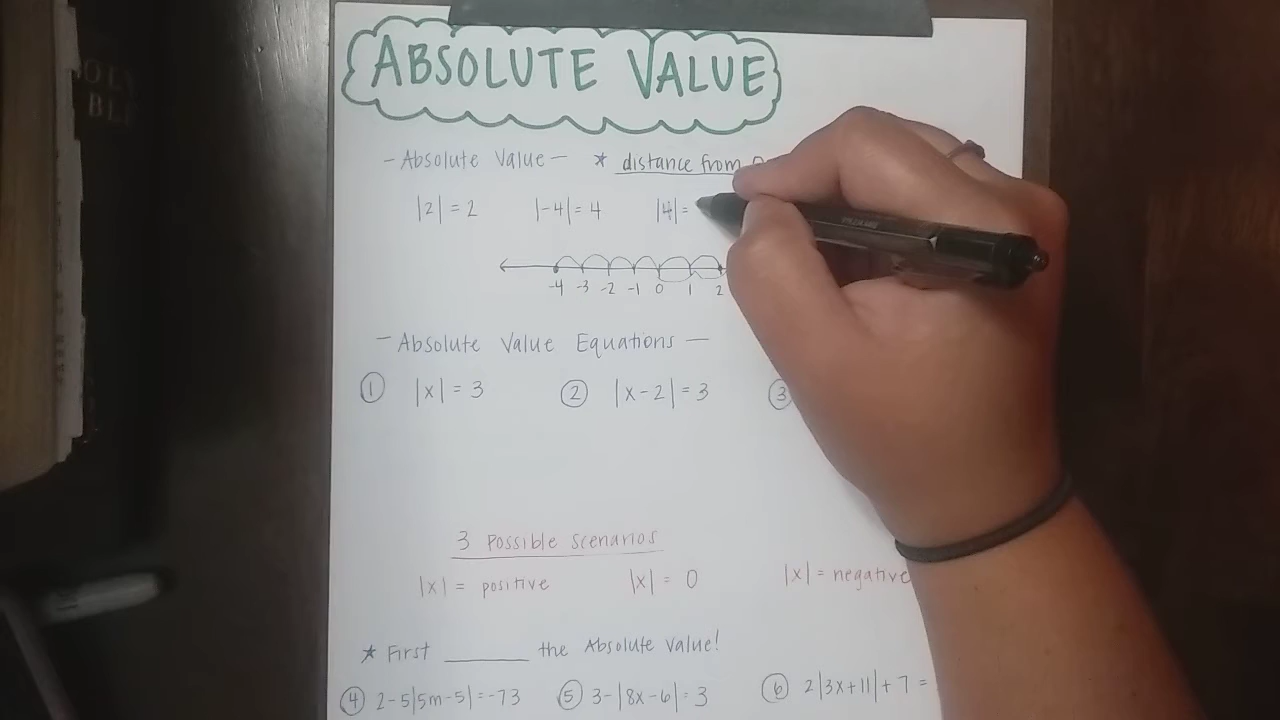 ABSOLUTE VALUE
- Absolute Value - * distance from
|2| = 2 |-4| = 4 |4| =
-4 -3 -2 -1 0 1 2
- Absolute Value Equations -
① |x| = 3 ② |x-2| = 3 ③
3 Possible Scenarios
|x| = positive |x| = 0 |x| = negative
* First ______ the Absolute Value!
④ 2-5|5m-5|=-73 ⑤ 3-|8x-6|=3 ⑥ 2|3x+11|+7 =